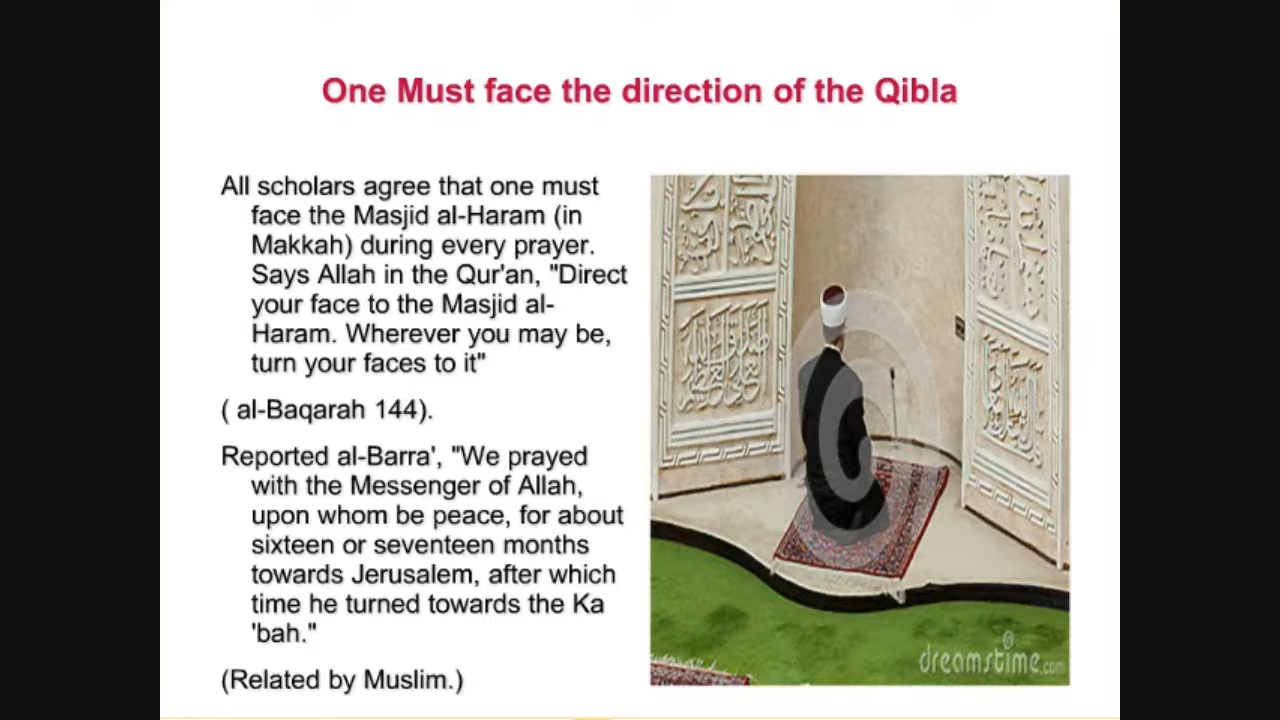 One Must face the direction of the Qibla
All scholars agree that one must
face the Masjid al-Haram (in
Makkah) during every prayer.
Says Allah in the Qur'an, "Direct
your face to the Masjid al-
Haram. Wherever you may be,
turn your faces to it"
( al-Baqarah 144).
Reported al-Barra', "We prayed
with the Messenger of Allah,
upon whom be peace, for about
sixteen or seventeen months
towards Jerusalem, after which
time he turned towards the Ka
'bah."
(Related by Muslim.)
dreamstime.com